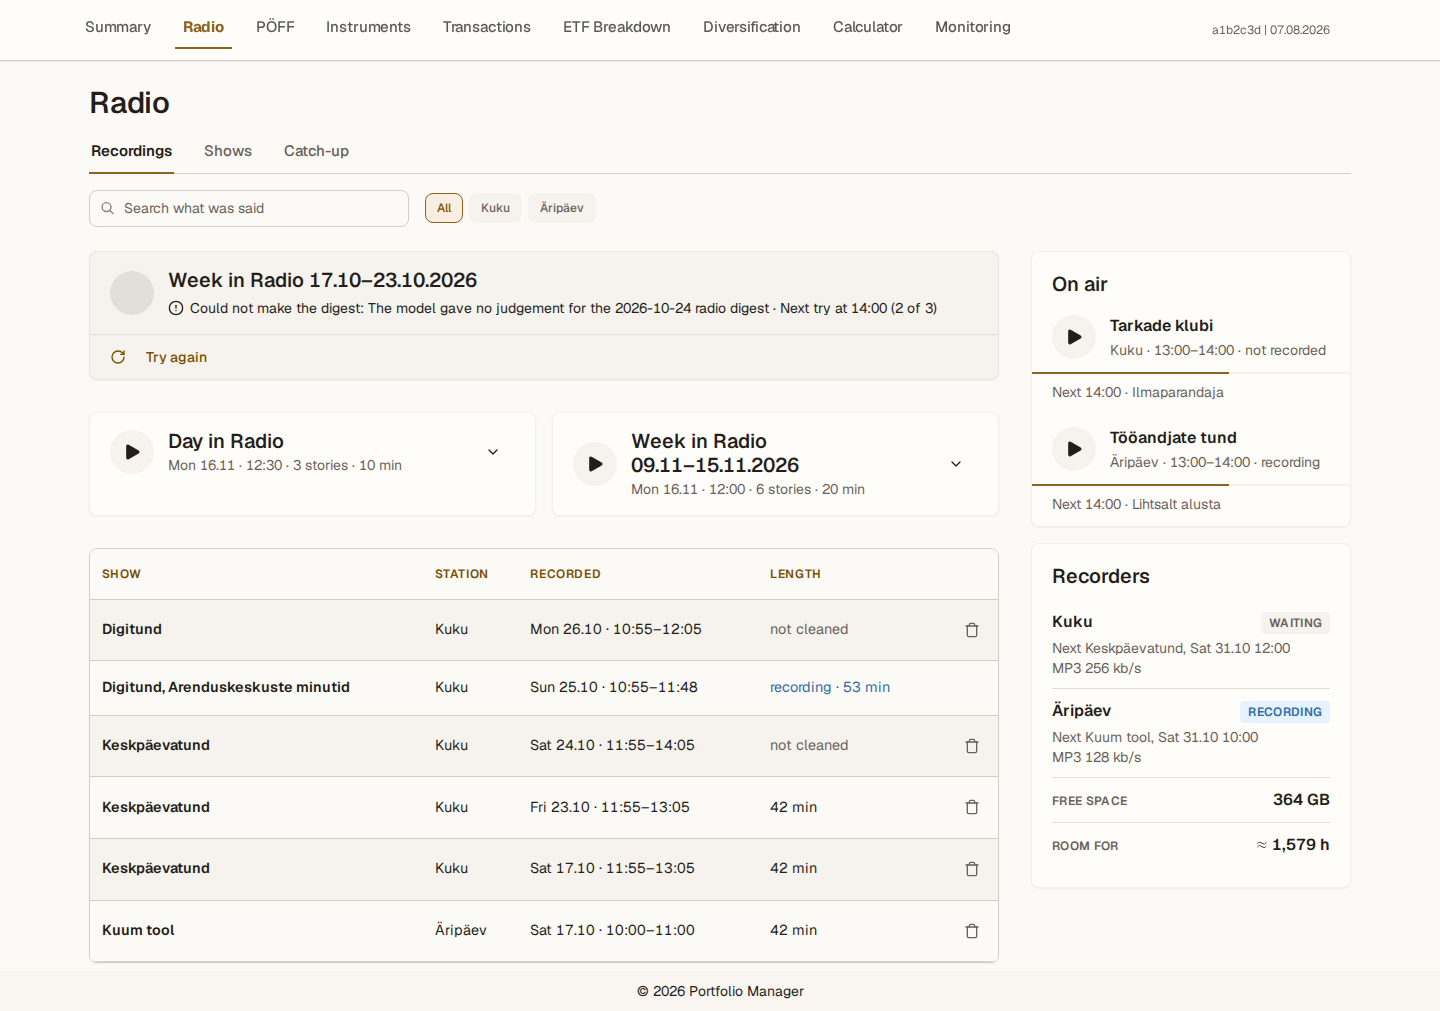 Summary Radio PÖFF Instruments Transactions ETF Breakdown Diversification Calculator Monitoring a1b2c3d | 07.08.2026
Radio
Recordings Shows Catch-up
Search what was said All Kuku Äripäev
Week in Radio 17.10–23.10.2026
Could not make the digest: The model gave no judgement for the 2026-10-24 radio digest · Next try at 14:00 (2 of 3)
Try again
Day in Radio
Mon 16.11 · 12:30 · 3 stories · 10 min
Week in Radio
09.11–15.11.2026
Mon 16.11 · 12:00 · 6 stories · 20 min
SHOW STATION RECORDED LENGTH
Digitund Kuku Mon 26.10 · 10:55–12:05 not cleaned
Digitund, Arenduskeskuste minutid Kuku Sun 25.10 · 10:55–11:48 recording · 53 min
Keskpäevatund Kuku Sat 24.10 · 11:55–14:05 not cleaned
Keskpäevatund Kuku Fri 23.10 · 11:55–13:05 42 min
Keskpäevatund Kuku Sat 17.10 · 11:55–13:05 42 min
Kuum tool Äripäev Sat 17.10 · 10:00–11:00 42 min
On air
Tarkade klubi
Kuku · 13:00–14:00 · not recorded
Next 14:00 · Ilmaparandaja
Tööandjate tund
Äripäev · 13:00–14:00 · recording
Next 14:00 · Lihtsalt alusta
Recorders
Kuku WAITING
Next Keskpäevatund, Sat 31.10 12:00
MP3 256 kb/s
Äripäev RECORDING
Next Kuum tool, Sat 31.10 10:00
MP3 128 kb/s
FREE SPACE 364 GB
ROOM FOR ≈ 1,579 h
© 2026 Portfolio Manager